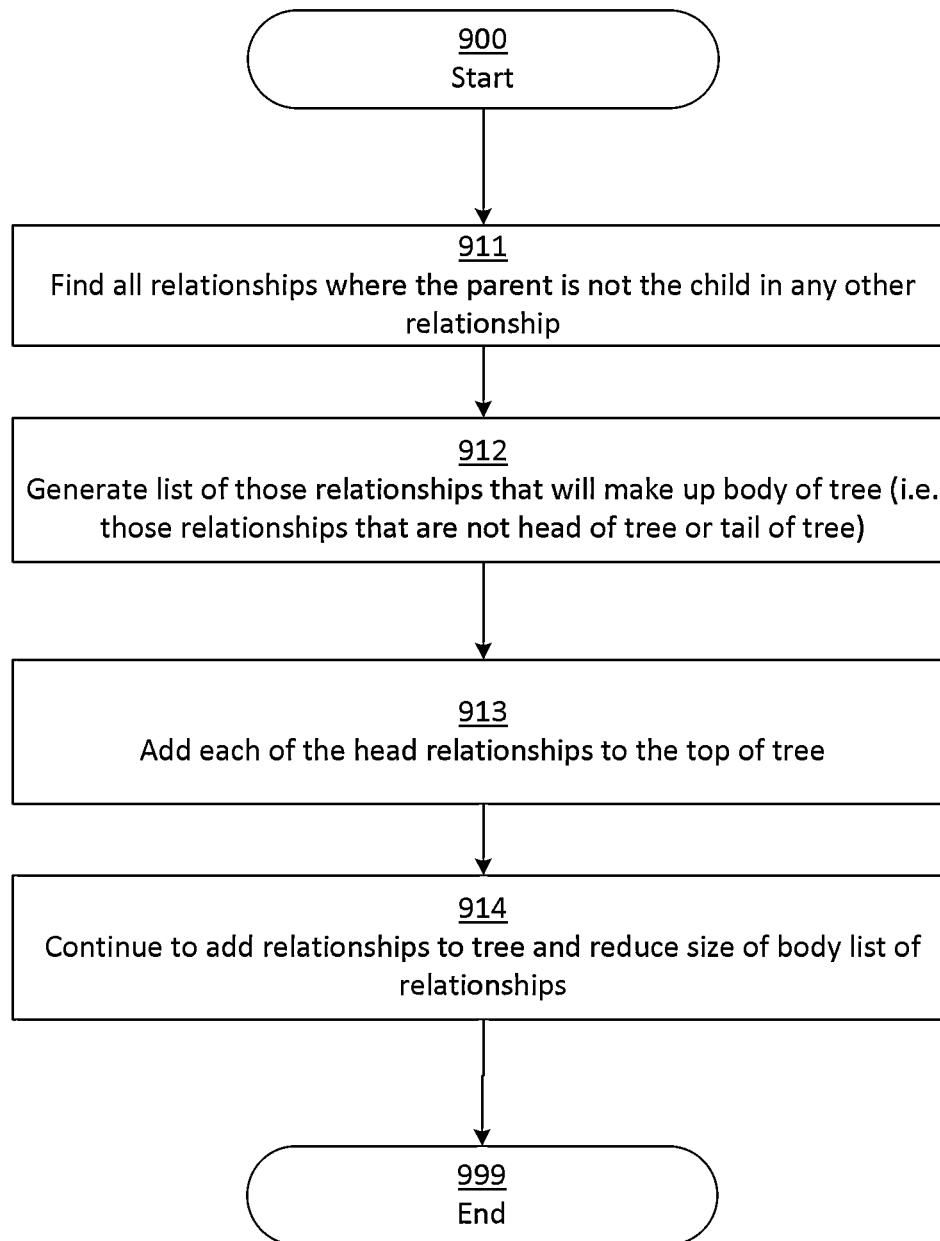 900
Start
911
Find all relationships where the parent is not the child in any other
relationship
912
Generate list of those relationships that will make up body of tree (i.e.
those relationships that are not head of tree or tail of tree)
913
Add each of the head relationships to the top of tree
914
Continue to add relationships to tree and reduce size of body list of
relationships
999
End